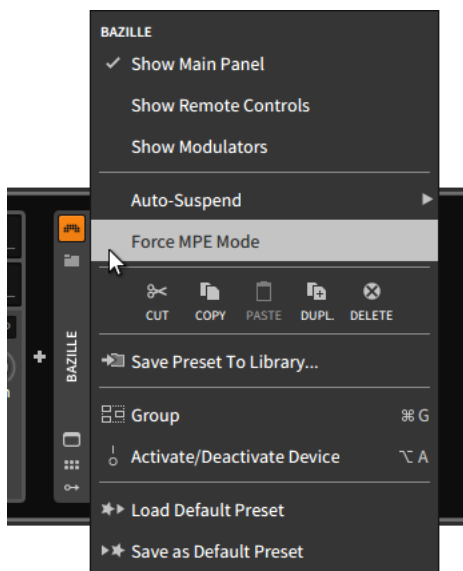 BAZILLE
✓ Show Main Panel
Show Remote Controls
Show Modulators
Auto-Suspend ▶
Force MPE Mode
CUT COPY PASTE DUPL. DELETE
Save Preset To Library...
Group ⌘ G
Activate/Deactivate Device ⌥ A
Load Default Preset
Save as Default Preset
BAZILLE